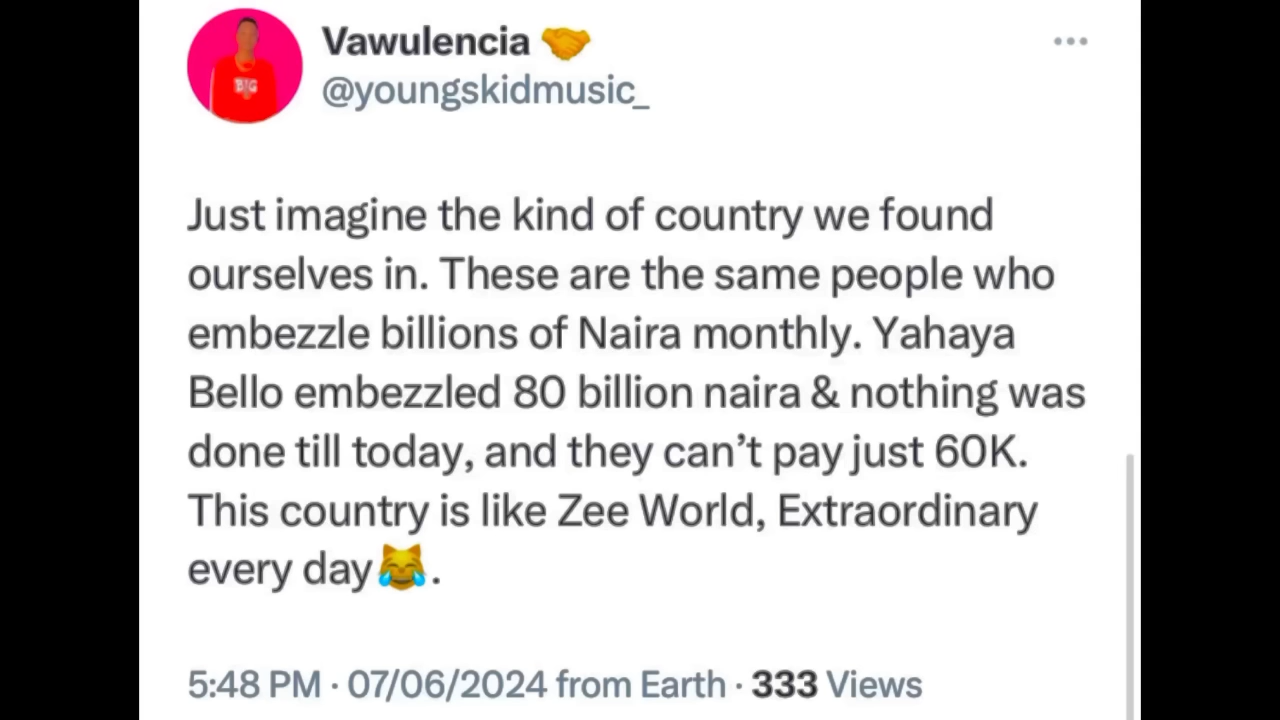 Vawulencia 🤝
@youngskidmusic_
BIG
Just imagine the kind of country we found
ourselves in. These are the same people who
embezzle billions of Naira monthly. Yahaya
Bello embezzled 80 billion naira & nothing was
done till today, and they can’t pay just 60K.
This country is like Zee World, Extraordinary
every day😹.
5:48 PM · 07/06/2024 from Earth · 333 Views